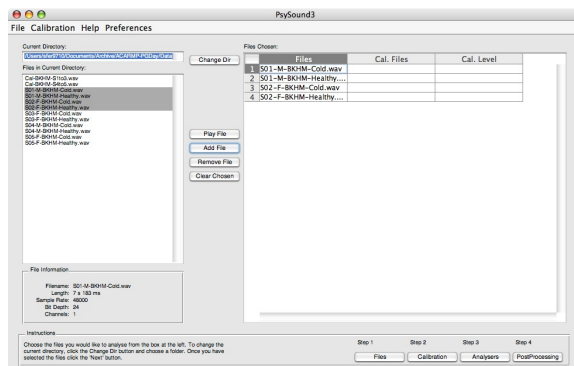 PsySound3
File Calibration Help Preferences
Current Directory:
Files in Current Directory:
Cal-BKHM-S1to3.wav
Cal-BKHM-S4to5.wav
S01-M-BKHM-Cold.wav
S01-M-BKHM-Healthy.wav
S02-F-BKHM-Cold.wav
S02-F-BKHM-Healthy.wav
S03-F-BKHM-Cold.wav
S03-F-BKHM-Healthy.wav
S04-M-BKHM-Cold.wav
S04-M-BKHM-Healthy.wav
S05-F-BKHM-Cold.wav
S05-F-BKHM-Healthy.wav
Change Dir
Play File
Add File
Remove File
Clear Chosen
Files Chosen:
Files Cal. Files Cal. Level
1 S01-M-BKHM-Cold.wav
2 S01-M-BKHM-Healthy....
3 S02-F-BKHM-Cold.wav
4 S02-F-BKHM-Healthy....
File Information
Filename: S01-M-BKHM-Cold.wav
Length: 7 s 183 ms
Sample Rate: 48000
Bit Depth: 24
Channels: 1
Instructions
Choose the files you would like to analyse from the box at the left. To change the
current directory, click the Change Dir button and choose a folder. Once you have
selected the files click the 'Next' button.
Step 1 Step 2 Step 3 Step 4
Files Calibration Analysers PostProcessing